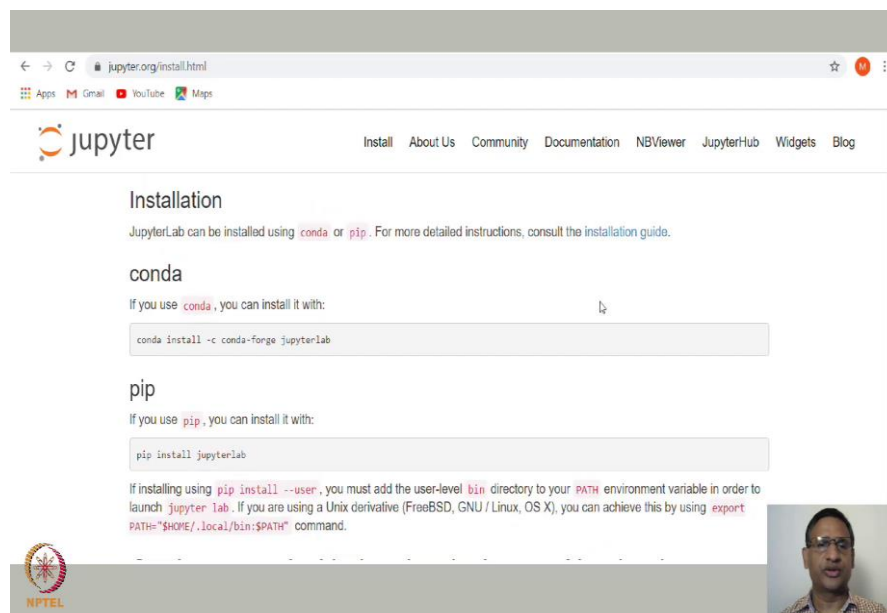 jupyter.org/install.html
M
Apps M Gmail YouTube Maps
jupyter
Install About Us Community Documentation NBViewer JupyterHub Widgets Blog
Installation
JupyterLab can be installed using conda or pip. For more detailed instructions, consult the installation guide.
conda
If you use conda, you can install it with:
conda install -c conda-forge jupyterlab
pip
If you use pip, you can install it with:
pip install jupyterlab
If installing using pip install --user, you must add the user-level bin directory to your PATH environment variable in order to
launch jupyter lab. If you are using a Unix derivative (FreeBSD, GNU / Linux, OS X), you can achieve this by using export
PATH="$HOME/.local/bin:$PATH" command.
NPTEL